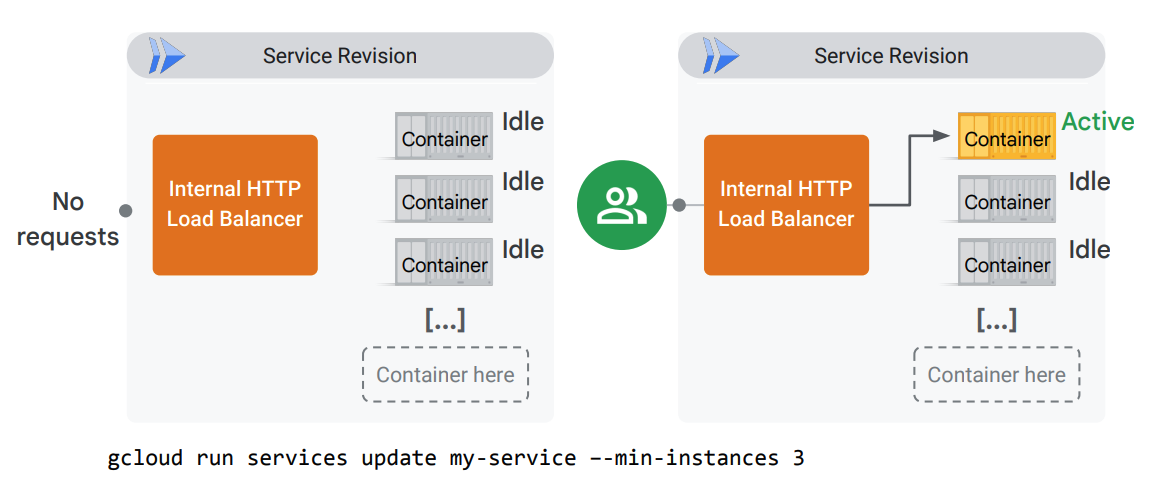 Service Revision
Internal HTTP
Load Balancer
No
requests
Container
Idle
Container
Idle
Container
Idle
[...]
Container here
Service Revision
Internal HTTP
Load Balancer
Container
Active
Container
Idle
Container
Idle
[...]
Container here
gcloud run services update my-service –-min-instances 3